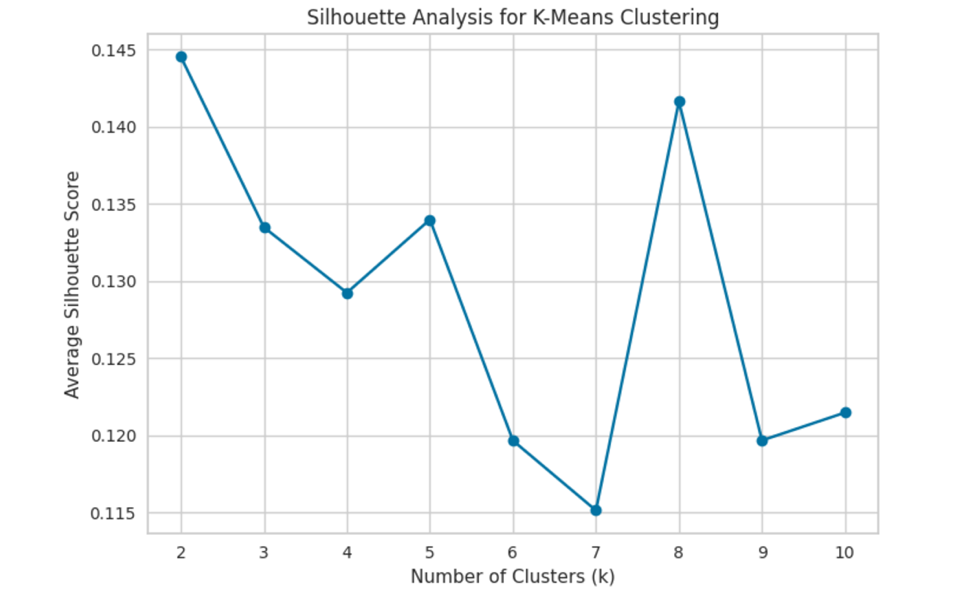 Silhouette Analysis for K-Means Clustering
Average Silhouette Score
0.145
0.140
0.135
0.130
0.125
0.120
0.115
2 3 4 5 6 7 8 9 10
Number of Clusters (k)